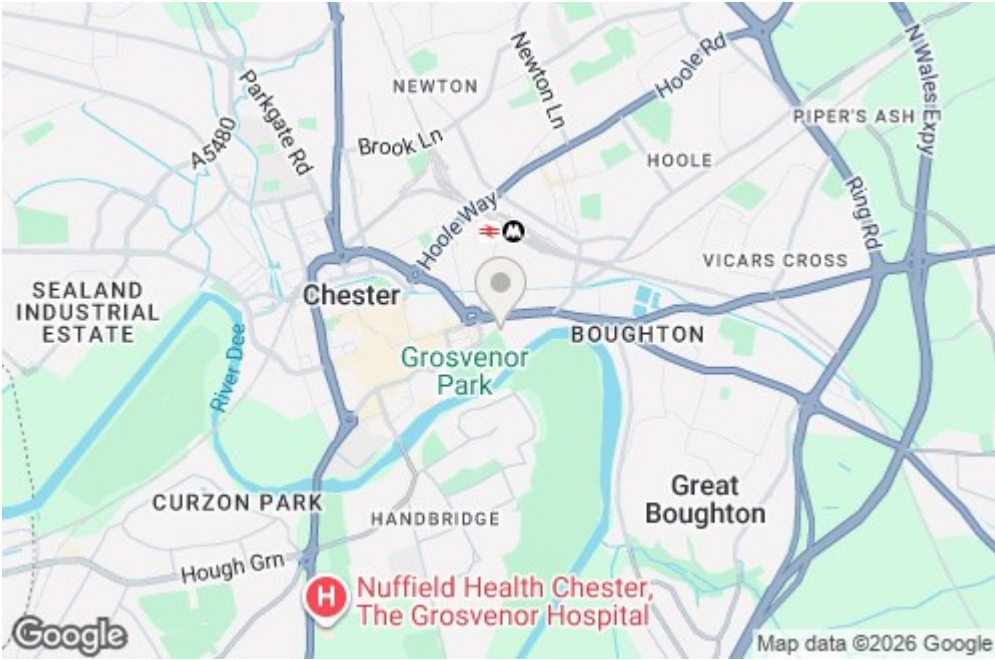 NEWTON
Newton Ln
Hoole Rd
N Wales Expy
Parkgate Rd
A5480
Brook Ln
PIPER'S ASH
HOOLE
Hoole Way
Ring Rd
VICARS CROSS
SEALAND
INDUSTRIAL
ESTATE
Chester
River Dee
BOUGHTON
Grosvenor
Park
CURZON PARK
HANDBRIDGE
Great
Boughton
Hough Grn
H
Nuffield Health Chester,
The Grosvenor Hospital
Google
Map data ©2026 Google